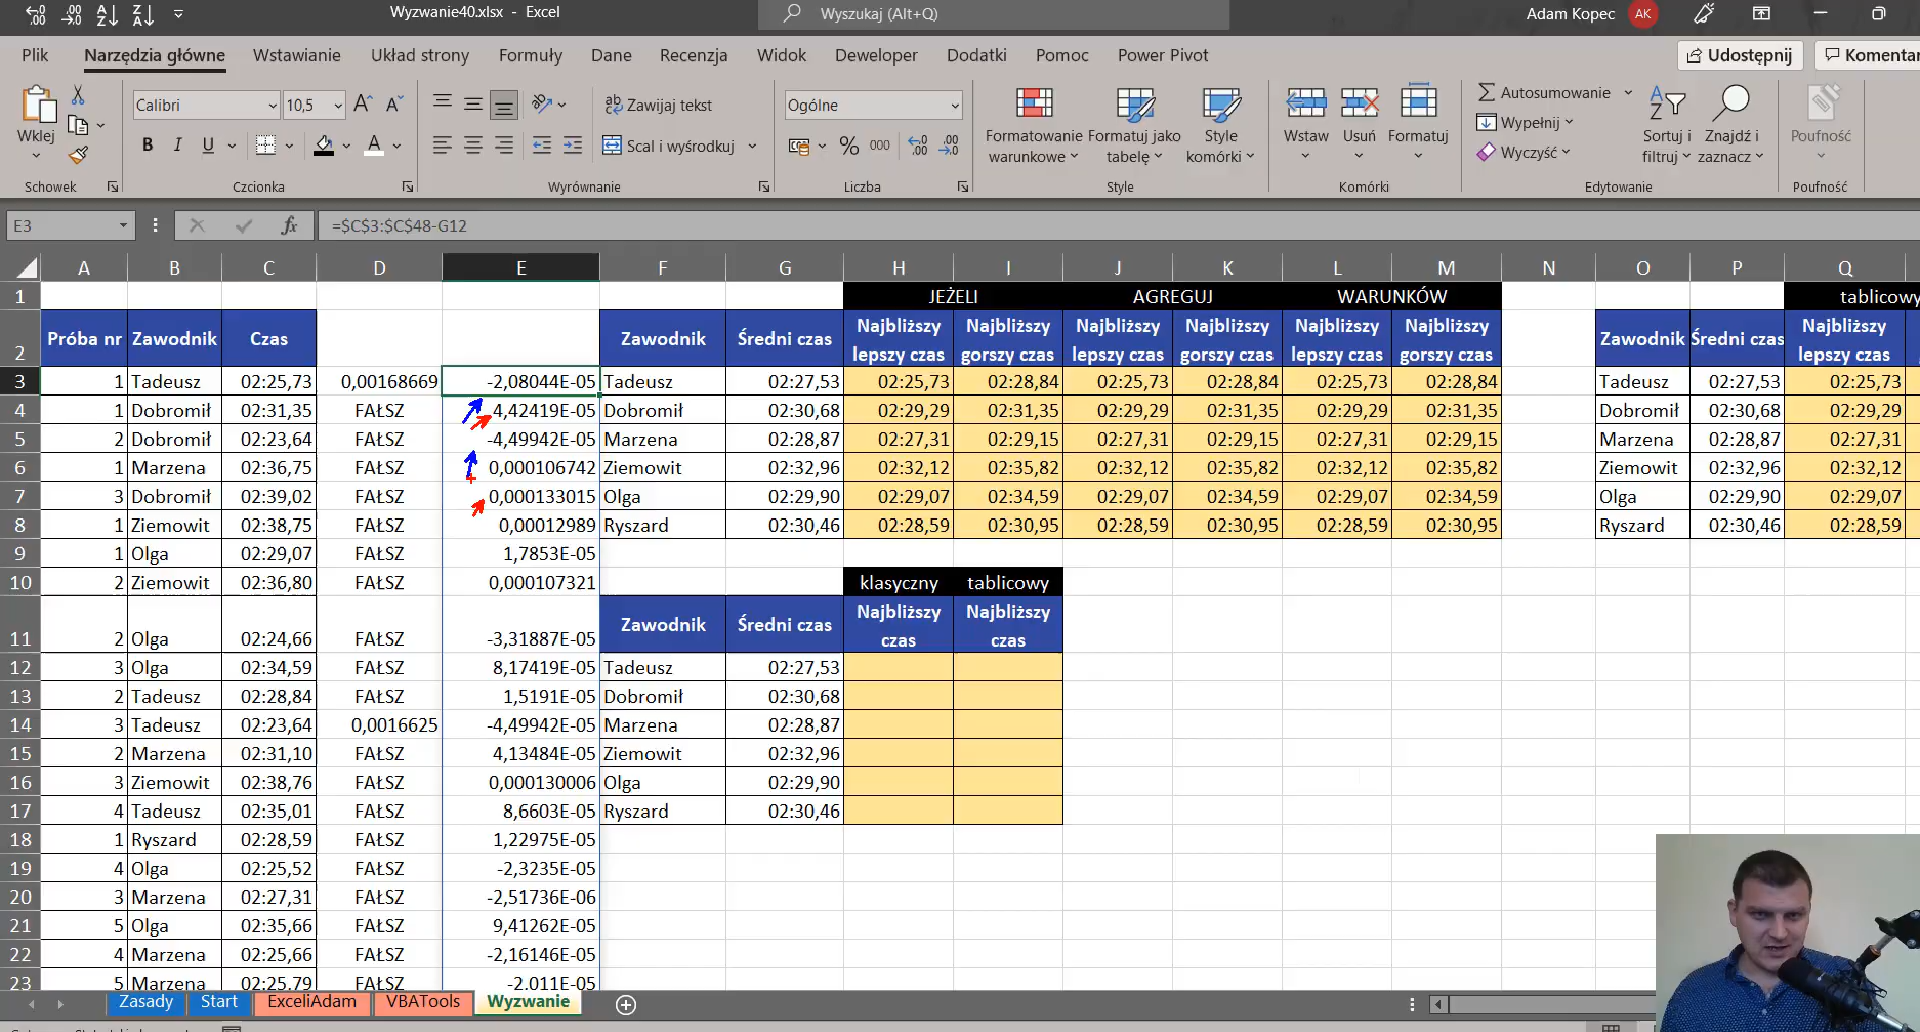 Wyzwanie40.xlsx - Excel
Wyszukaj (Alt+Q)
Adam Kopec AK
Plik Narzędzia główne Wstawianie Układ strony Formuły Dane Recenzja Widok Deweloper Dodatki Pomoc Power Pivot Udostępnij
Wklej
Schowek
Calibri 10,5
B I U
Czcionka
Zawijaj tekst
Scal i wyśrodkuj
Wyrównanie
Ogólne
% 000
Liczba
Formatowanie warunkowe
Formatuj jako tabelę
Style komórki
Style
Wstaw Usuń Formatuj
Komórki
Autosumowanie
Wypełnij
Wyczyść
Sortuj i filtruj
Znajdź i zaznacz
Edytowanie
Poufność
Poufność
E3 fx =$C$3:$C$48-G12
A B C D E F G H I J K L M N O P Q
1 JEŻELI AGREGUJ WARUNKÓW
2 Próba nr Zawodnik Czas Zawodnik Średni czas Najbliższy lepszy czas Najbliższy gorszy czas Najbliższy lepszy czas Najbliższy gorszy czas Najbliższy lepszy czas Najbliższy gorszy czas Zawodnik Średni czas Najbliższy lepszy czas
3 1 Tadeusz 02:25,73 0,00168669 -2,08044E-05 Tadeusz 02:27,53 02:25,73 02:28,84 02:25,73 02:28,84 02:25,73 02:28,84 Tadeusz 02:27,53 02:25,73
4 1 Dobromił 02:31,35 FAŁSZ 4,42419E-05 Dobromił 02:30,68 02:29,29 02:31,35 02:29,29 02:31,35 02:29,29 02:31,35 Dobromił 02:30,68 02:29,29
5 2 Dobromił 02:23,64 FAŁSZ -4,49942E-05 Marzena 02:28,87 02:27,31 02:29,15 02:27,31 02:29,15 02:27,31 02:29,15 Marzena 02:28,87 02:27,31
6 1 Marzena 02:36,75 FAŁSZ 0,000106742 Ziemowit 02:32,96 02:32,12 02:35,82 02:32,12 02:35,82 02:32,12 02:35,82 Ziemowit 02:32,96 02:32,12
7 3 Dobromił 02:39,02 FAŁSZ 0,000133015 Olga 02:29,90 02:29,07 02:34,59 02:29,07 02:34,59 02:29,07 02:34,59 Olga 02:29,90 02:29,07
8 1 Ziemowit 02:38,75 FAŁSZ 0,00012989 Ryszard 02:30,46 02:28,59 02:30,95 02:28,59 02:30,95 02:28,59 02:30,95 Ryszard 02:30,46 02:28,59
9 1 Olga 02:29,07 FAŁSZ 1,7853E-05
10 2 Ziemowit 02:36,80 FAŁSZ 0,000107321 klasyczny tablicowy
11 2 Olga 02:24,66 FAŁSZ -3,31887E-05 Zawodnik Średni czas Najbliższy czas Najbliższy czas
12 3 Olga 02:34,59 FAŁSZ 8,17419E-05 Tadeusz 02:27,53
13 2 Tadeusz 02:28,84 FAŁSZ 1,5191E-05 Dobromił 02:30,68
14 3 Tadeusz 02:23,64 0,0016625 -4,49942E-05 Marzena 02:28,87
15 2 Marzena 02:31,10 FAŁSZ 4,13484E-05 Ziemowit 02:32,96
16 3 Ziemowit 02:38,76 FAŁSZ 0,000130006 Olga 02:29,90
17 4 Tadeusz 02:35,01 FAŁSZ 8,6603E-05 Ryszard 02:30,46
18 1 Ryszard 02:28,59 FAŁSZ 1,22975E-05
19 4 Olga 02:25,52 FAŁSZ -2,3235E-05
20 3 Marzena 02:27,31 FAŁSZ -2,51736E-06
21 5 Olga 02:35,66 FAŁSZ 9,41262E-05
22 4 Marzena 02:25,66 FAŁSZ -2,16146E-05
23 5 Marzena 02:25,79 FAŁSZ -2,011E-05
Zasady Start ExceliAdam VBATools Wyzwanie